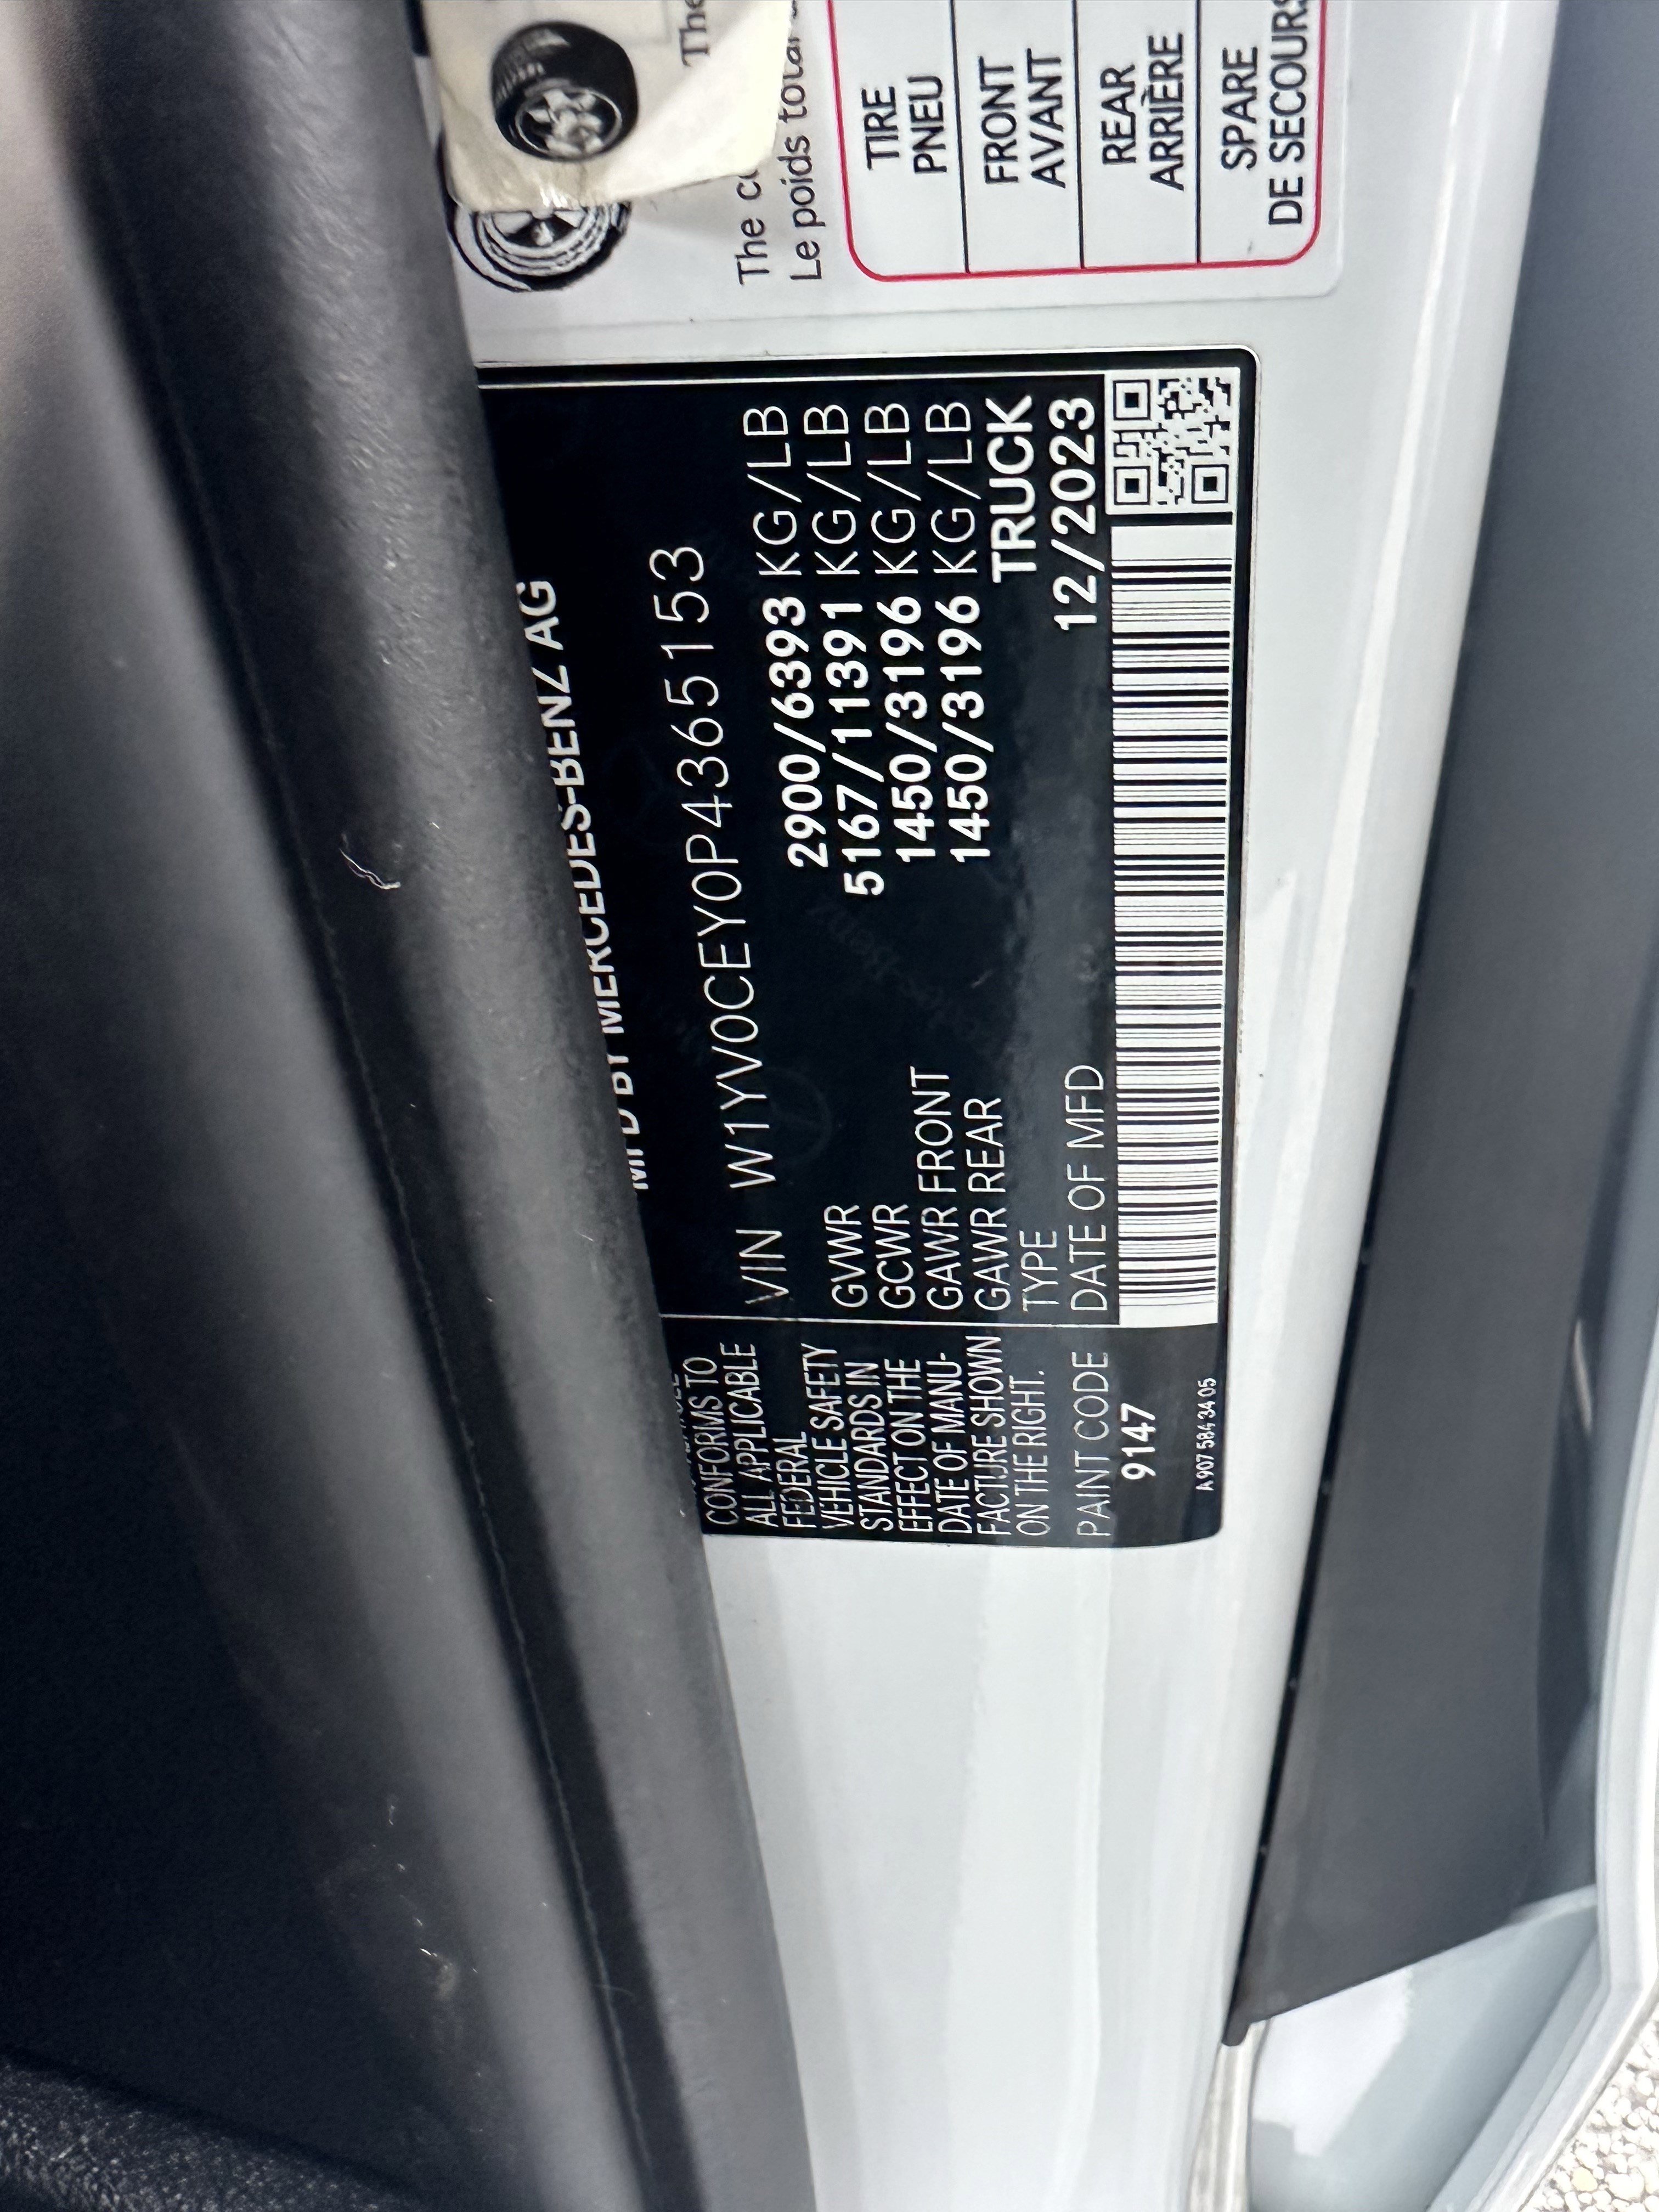 MFD BY MERCEDES-BENZ AG
CONFORMS TO
ALL APPLICABLE
FEDERAL
VEHICLE SAFETY
STANDARDS IN
EFFECT ON THE
DATE OF MANU-
FACTURE SHOWN
ON THE RIGHT.
PAINT CODE
9147
A 907 584 34 05
VIN W1YV0CEY0P4365153
GVWR 2900/6393 KG/LB
GCWR 5167/11391 KG/LB
GAWR FRONT 1450/3196 KG/LB
GAWR REAR 1450/3196 KG/LB
TYPE TRUCK
DATE OF MFD 12/2023
The
The
Le poids total
TIRE
PNEU
FRONT
AVANT
REAR
ARRIÈRE
SPARE
DE SECOURS